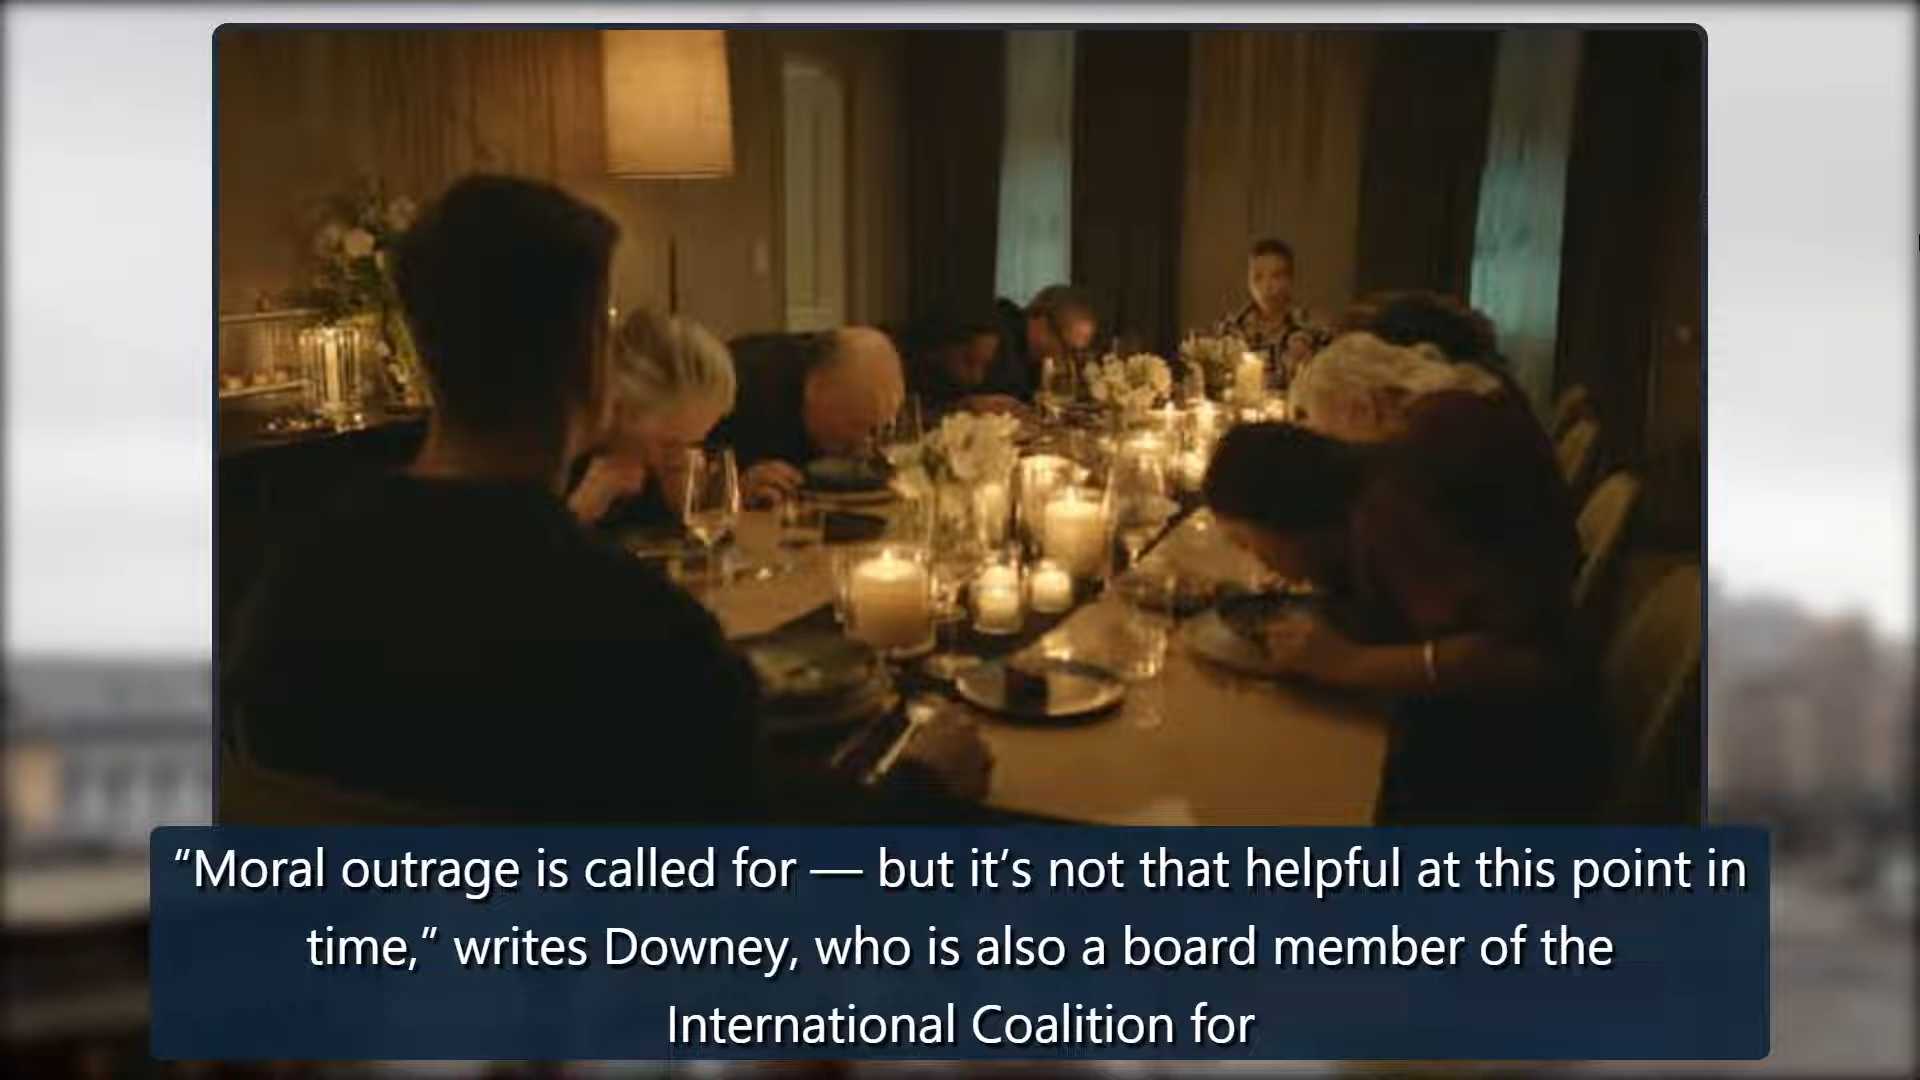 “Moral outrage is called for — but it’s not that helpful at this point in
time,” writes Downey, who is also a board member of the
International Coalition for